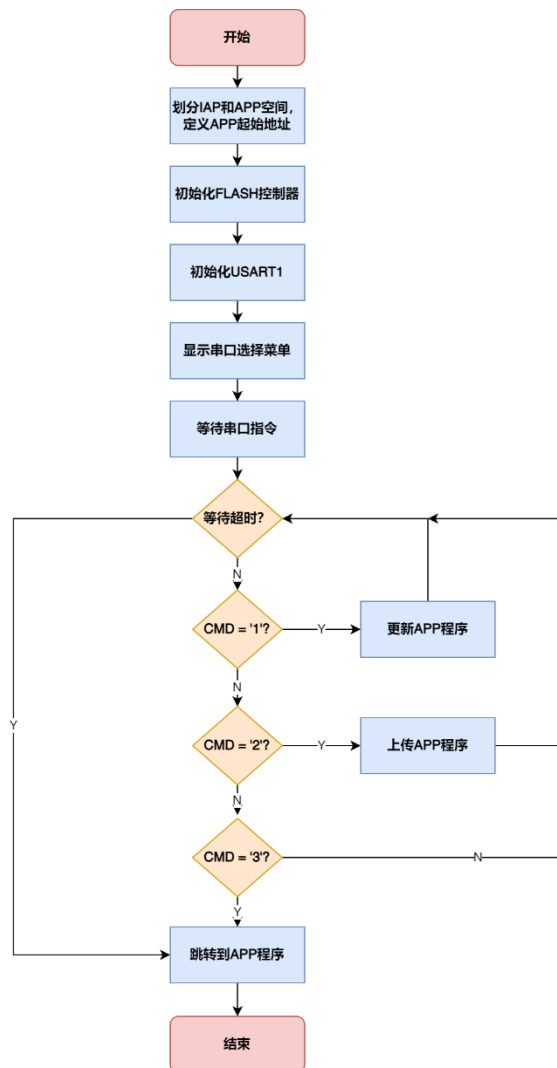 开始
划分IAP和APP空间，
定义APP起始地址
初始化FLASH控制器
初始化USART1
显示串口选择菜单
等待串口指令
等待超时?
N
CMD = '1'?
Y
更新APP程序
N
Y
CMD = '2'?
Y
上传APP程序
N
CMD = '3'?
N
Y
跳转到APP程序
结束